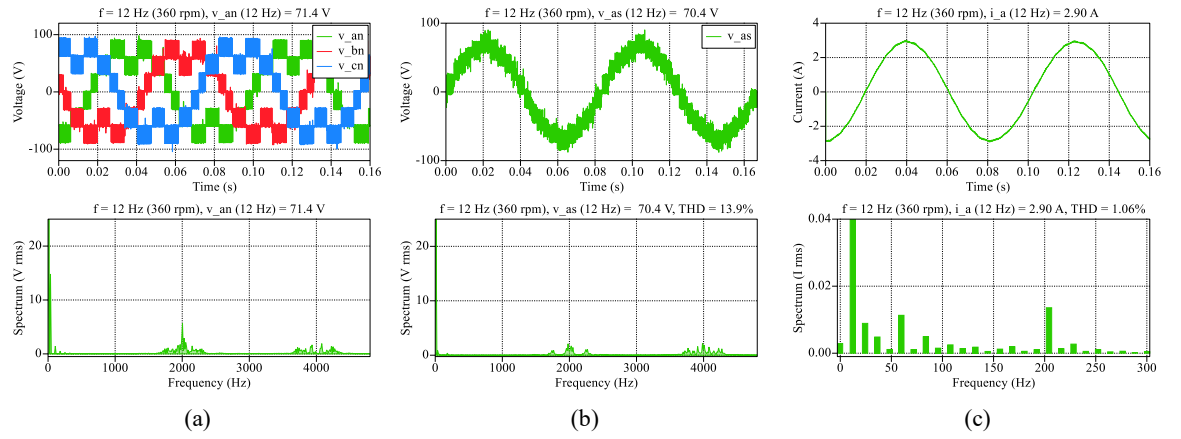 f = 12 Hz (360 rpm), v_an (12 Hz) = 71.4 V
100
0
-100
Voltage (V)
v_an
v_bn
v_cn
0.00 0.02 0.04 0.06 0.08 0.10 0.12 0.14 0.16
Time (s)
f = 12 Hz (360 rpm), v_as (12 Hz) = 70.4 V
100
0
-100
Voltage (V)
v_as
0.00 0.02 0.04 0.06 0.08 0.10 0.12 0.14 0.16
Time (s)
f = 12 Hz (360 rpm), i_a (12 Hz) = 2.90 A
4
2
0
-2
-4
Current (A)
0.00 0.02 0.04 0.06 0.08 0.10 0.12 0.14 0.16
Time (s)
f = 12 Hz (360 rpm), v_an (12 Hz) = 71.4 V
20
10
0
Spectrum (V rms)
0 1000 2000 3000 4000
Frequency (Hz)
f = 12 Hz (360 rpm), v_as (12 Hz) = 70.4 V, THD = 13.9%
20
10
0
Spectrum (V rms)
0 1000 2000 3000 4000
Frequency (Hz)
f = 12 Hz (360 rpm), i_a (12 Hz) = 2.90 A, THD = 1.06%
0.04
0.02
0.00
Spectrum (I rms)
0 50 100 150 200 250 300
Frequency (Hz)
(a)
(b)
(c)